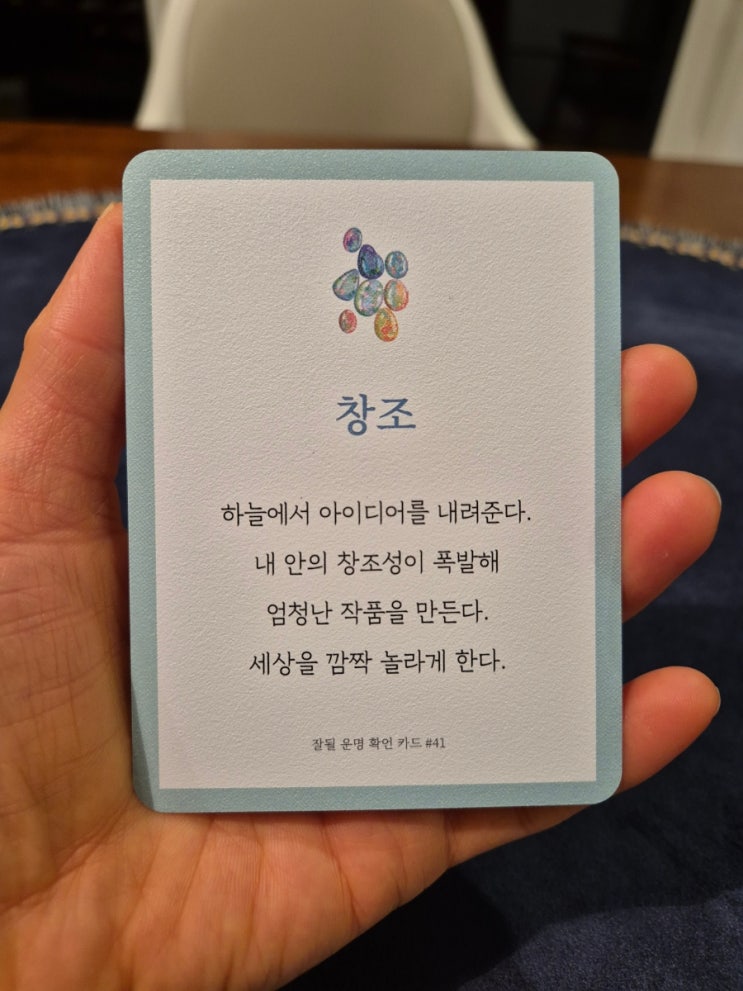 창조
하늘에서 아이디어를 내려준다.
내 안의 창조성이 폭발해
엄청난 작품을 만든다.
세상을 깜짝 놀라게 한다.
잘될 운명 확언 카드 #41